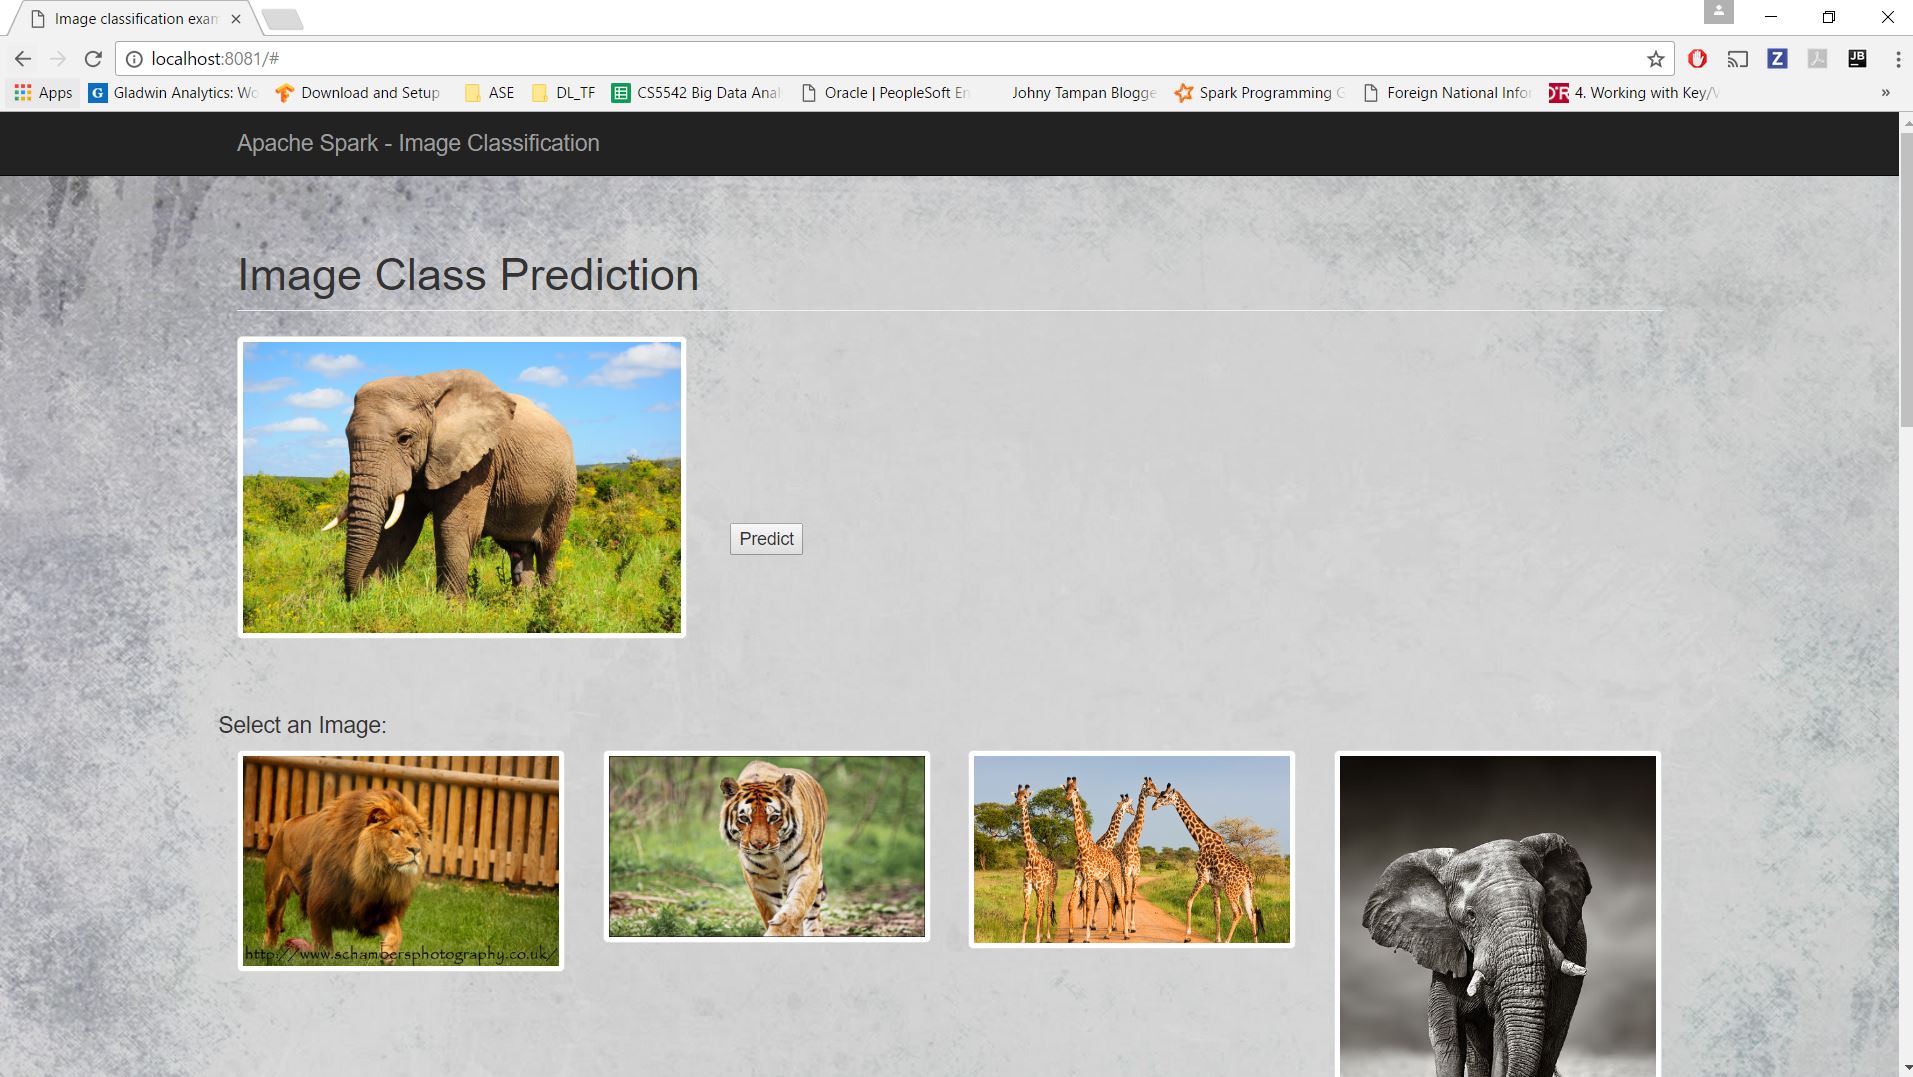 Image classification exam
localhost:8081/#
Apps
Gladwin Analytics: Wo
Download and Setup
ASE
DL_TF
CS5542 Big Data Anal
Oracle | PeopleSoft En
Johny Tampan Blogge
Spark Programming G
Foreign National Infor
4. Working with Key/V
Apache Spark - Image Classification
Image Class Prediction
Predict
Select an Image:
http://www.schambersphotography.co.uk/